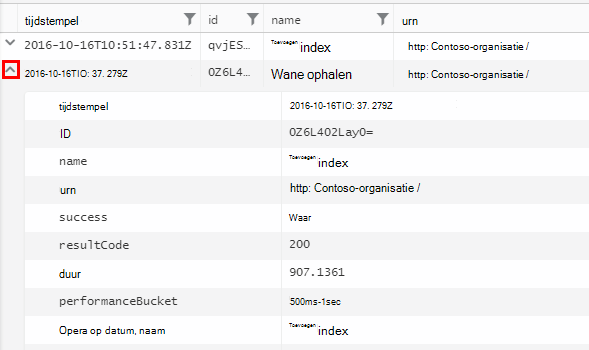 tijdstempel id name urn
2016-10-16T10:51:47.831Z qvjES... Toevoegen index http: Contoso-organisatie /
2016-10-16TIO: 37. 279Z OZ6L4... Wane ophalen http: Contoso-organisatie /
tijdstempel 2016-10-16TIO: 37. 279Z
ID OZ6L402LayO=
name Toevoegen index
urn http: Contoso-organisatie /
success Waar
resultCode 200
duur 907.1361
performanceBucket 500ms-1sec
Opera op datum, naam Toevoegen index